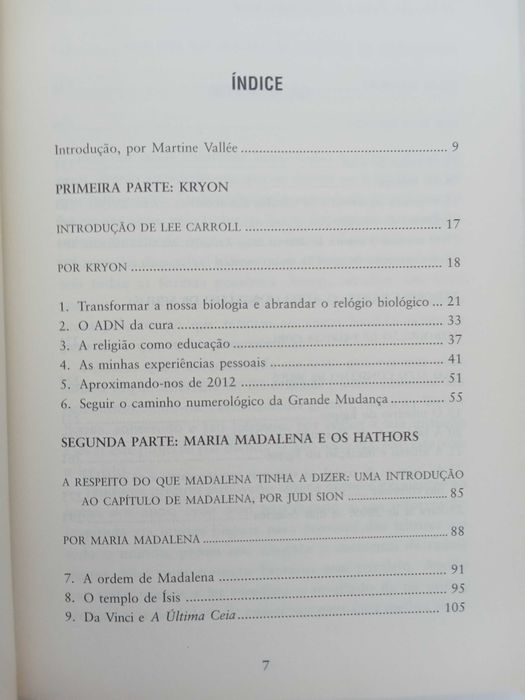 ÍNDICE
Introdução, por Martine Vallée ... 9
PRIMEIRA PARTE: KRYON
INTRODUÇÃO DE LEE CARROLL ... 17
POR KRYON ... 18
1. Transformar a nossa biologia e abrandar o relógio biológico ... 21
2. O ADN da cura ... 33
3. A religião como educação ... 37
4. As minhas experiências pessoais ... 41
5. Aproximando-nos de 2012 ... 51
6. Seguir o caminho numerológico da Grande Mudança ... 55
SEGUNDA PARTE: MARIA MADALENA E OS HATHORS
A RESPEITO DO QUE MADALENA TINHA A DIZER: UMA INTRODUÇÃO
AO CAPÍTULO DE MADALENA, POR JUDI SION ... 85
POR MARIA MADALENA ... 88
7. A ordem de Madalena ... 91
8. O templo de Ísis ... 95
9. Da Vinci e A Última Ceia ... 105
7